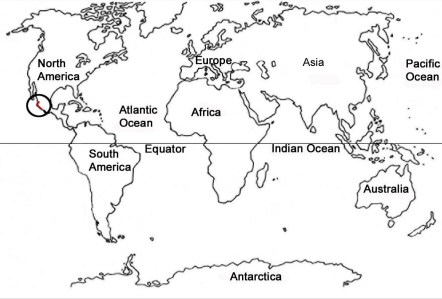 North
America
Europe
Asia
Pacific
Ocean
Atlantic
Ocean
Africa
South
America
Equator
Indian Ocean
Australia
Antarctica